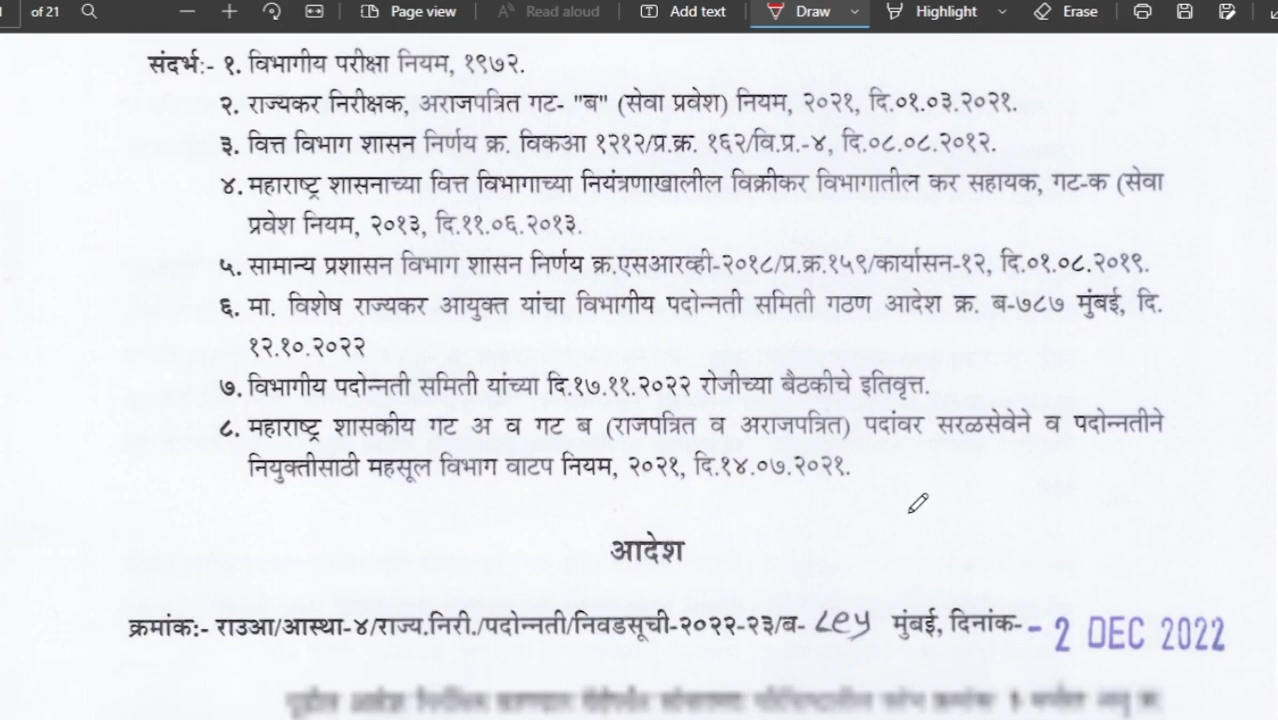 of 21 Page view Read aloud Add text Draw Highlight Erase
संदर्भ:- १. विभागीय परीक्षा नियम, १९७२.
२. राज्यकर निरीक्षक, अराजपत्रित गट- "ब" (सेवा प्रवेश) नियम, २०२१, दि.०१.०३.२०२१.
३. वित्त विभाग शासन निर्णय क्र. विकआ १२१२/प्र.क्र. १६२/वि.प्र.-४, दि.०८.०८.२०१२.
४. महाराष्ट्र शासनाच्या वित्त विभागाच्या नियंत्रणाखालील विक्रीकर विभागातील कर सहायक, गट-क (सेवा
प्रवेश नियम, २०१३, दि.११.०६.२०१३.
५. सामान्य प्रशासन विभाग शासन निर्णय क्र.एसआरव्ही-२०१८/प्र.क्र.१५९/कार्यासन-१२, दि.०१.०८.२०१९.
६. मा. विशेष राज्यकर आयुक्त यांचा विभागीय पदोन्नती समिती गठण आदेश क्र. ब-७८७ मुंबई, दि.
१२.१०.२०२२
७. विभागीय पदोन्नती समिती यांच्या दि.१७.११.२०२२ रोजीच्या बैठकीचे इतिवृत्त.
८. महाराष्ट्र शासकीय गट अ व गट ब (राजपत्रित व अराजपत्रित) पदांवर सरळसेवेने व पदोन्नतीने
नियुक्तीसाठी महसूल विभाग वाटप नियम, २०२१, दि.१४.०७.२०२१.
आदेश
क्रमांक:- राउआ/आस्था-४/राज्य.निरी./पदोन्नती/निवडसूची-२०२२-२३/ब- मुंबई, दिनांक- - 2 DEC 2022